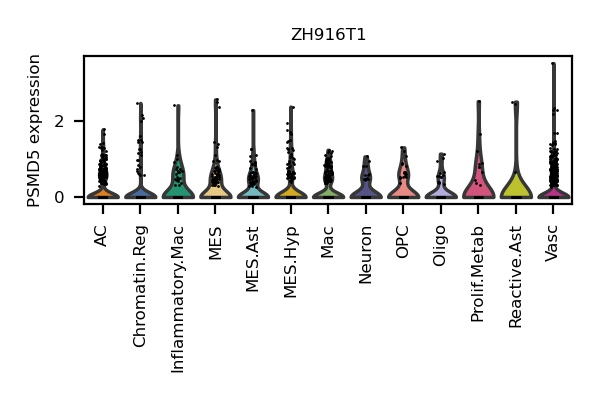 ZH916T1
PSMD5 expression
2
0
AC
Chromatin.Reg
Inflammatory.Mac
MES
MES.Ast
MES.Hyp
Mac
Neuron
OPC
Oligo
Prolif.Metab
Reactive.Ast
Vasc